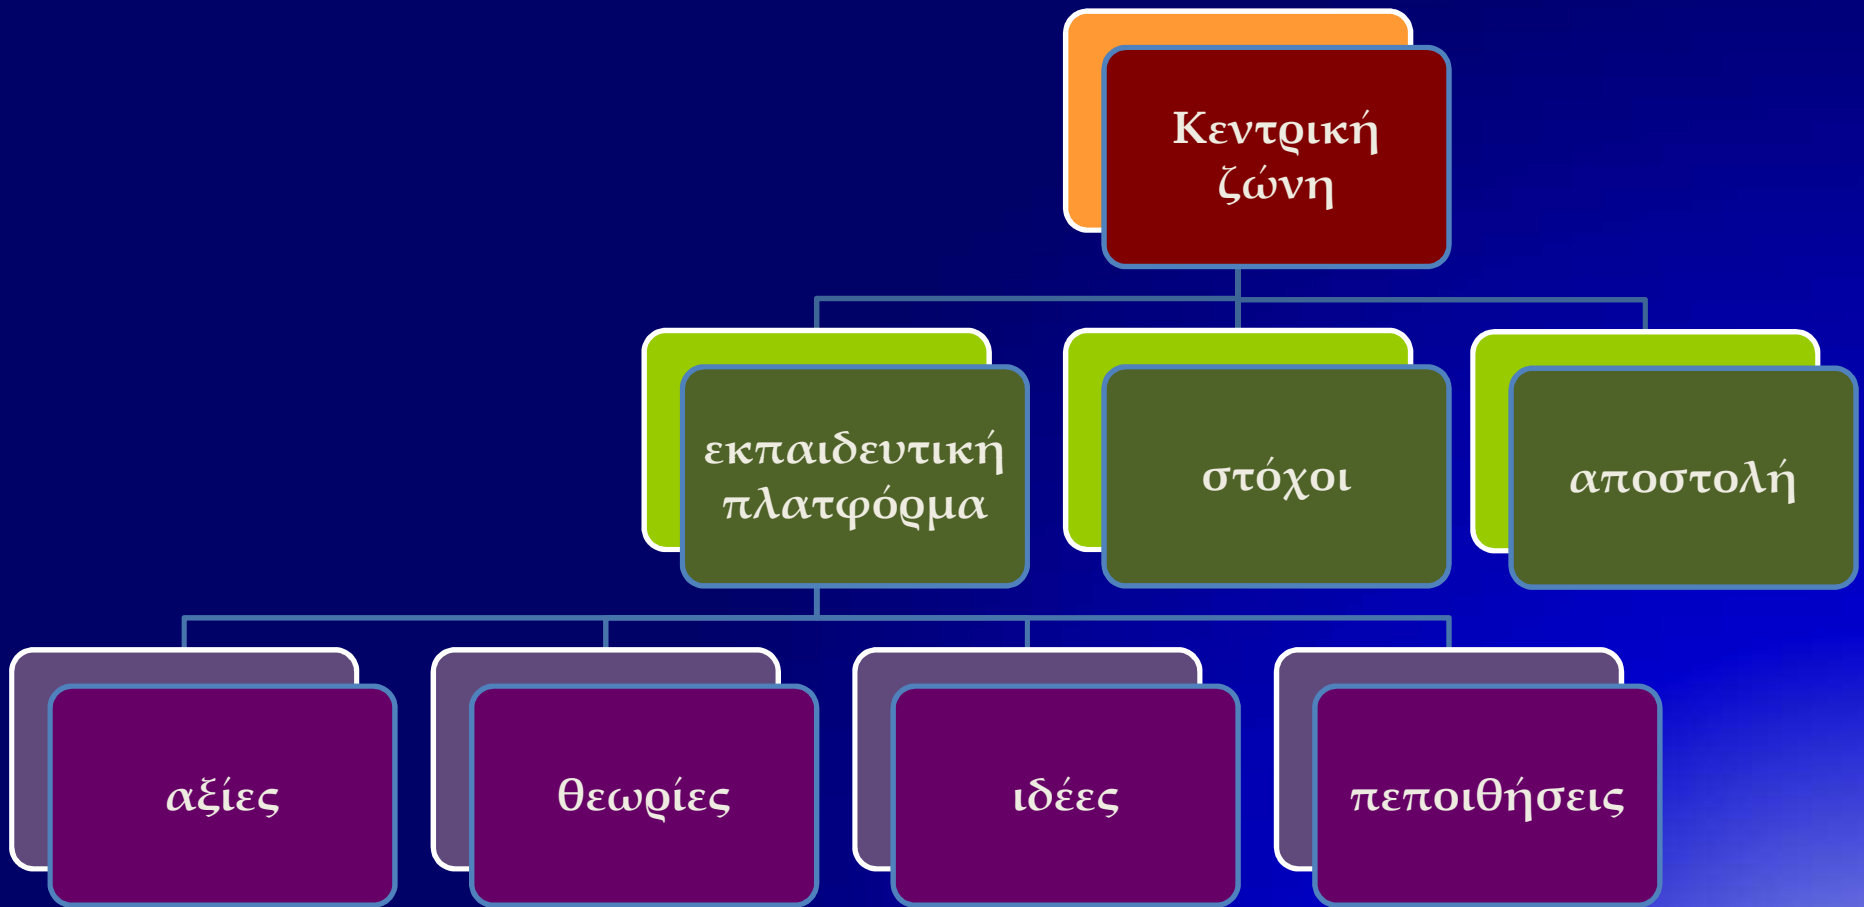 Κεντρική
ζώνη
εκπαιδευτική
πλατφόρμα
στόχοι
αποστολή
αξίες
θεωρίες
ιδέες
πεποιθήσεις